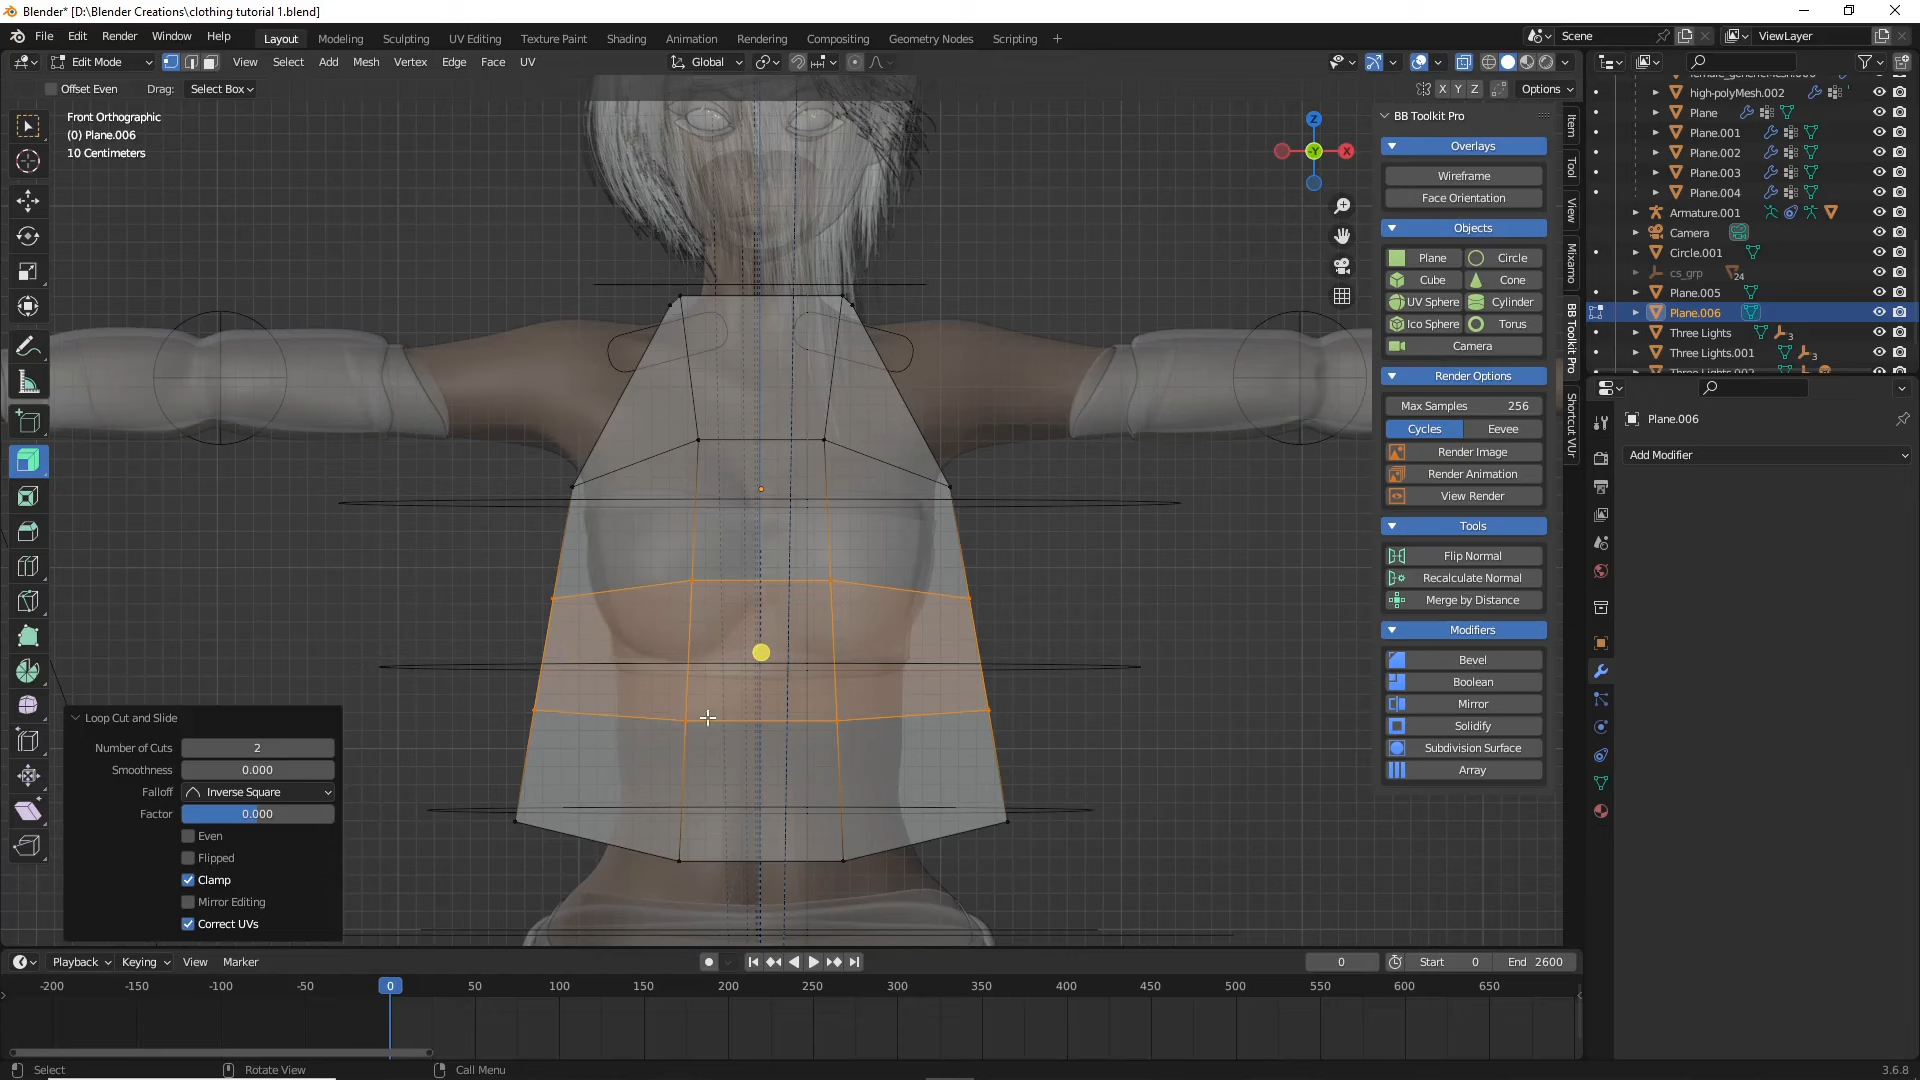 Blender* [D:\Blender Creations\clothing tutorial 1.blend]
File Edit Render Window Help
Layout Modeling Sculpting UV Editing Texture Paint Shading Animation Rendering Compositing Geometry Nodes Scripting +
Scene
ViewLayer
Edit Mode View Select Add Mesh Vertex Edge Face UV
Global
Offset Even Drag: Select Box
X Y Z Options
Front Orthographic
(0) Plane.006
10 Centimeters
Z
-Y
X
BB Toolkit Pro
Overlays
Wireframe
Face Orientation
Objects
Plane Circle
Cube Cone
UV Sphere Cylinder
Ico Sphere Torus
Camera
Render Options
Max Samples 256
Cycles Eevee
Render Image
Render Animation
View Render
Tools
Flip Normal
Recalculate Normal
Merge by Distance
Modifiers
Bevel
Boolean
Mirror
Solidify
Subdivision Surface
Array
Item
Tool
View
Mixamo
BB Toolkit Pro
Shortcut VUr
high-polyMesh.002
Plane
Plane.001
Plane.002
Plane.003
Plane.004
Armature.001
Camera
Circle.001
cs_grp 24
Plane.005
Plane.006
Three Lights 3
Three Lights.001 3
Plane.006
Add Modifier
Loop Cut and Slide
Number of Cuts 2
Smoothness 0.000
Falloff Inverse Square
Factor 0.000
Even
Flipped
Clamp
Mirror Editing
Correct UVs
Playback Keying View Marker
0 Start 0 End 2600
-200 -150 -100 -50 0 50 100 150 200 250 300 350 400 450 500 550 600 650
Select Rotate View Call Menu
3.6.8